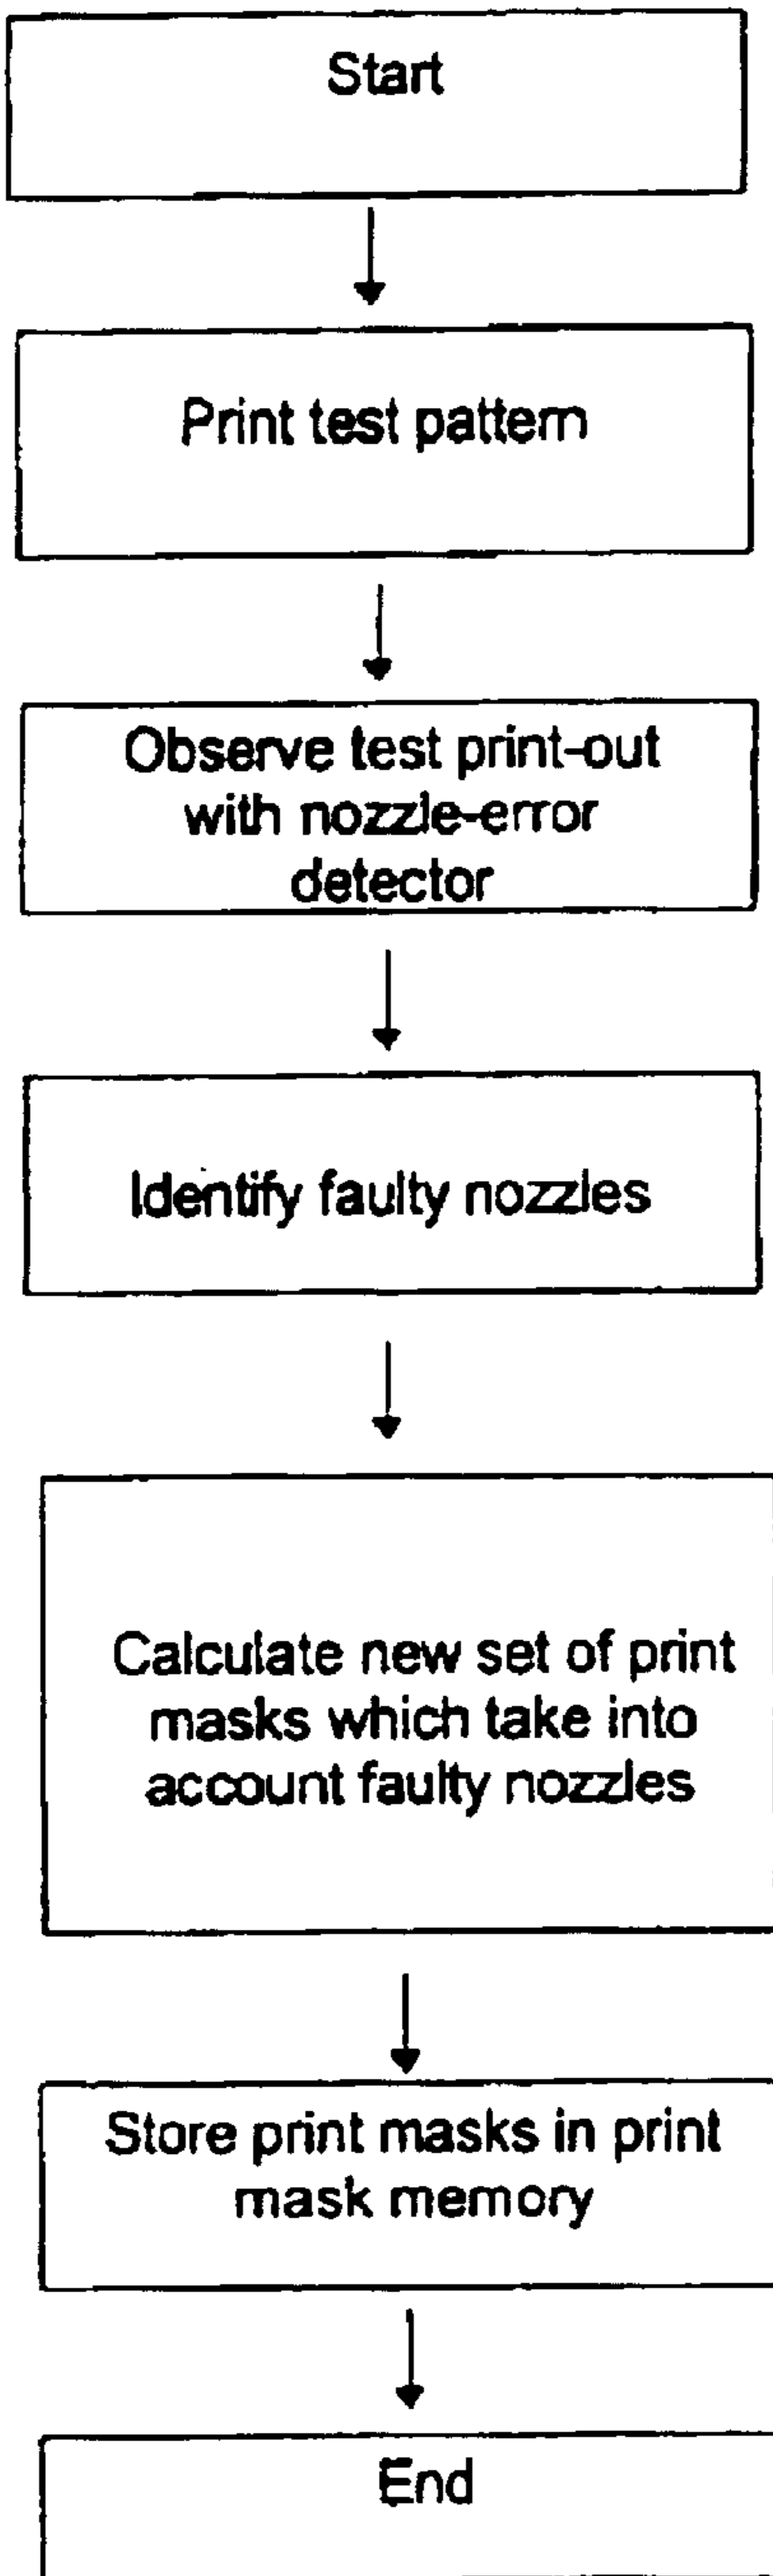 Start
Print test pattern
Observe test print-out
with nozzle-error
detector
Identify faulty nozzles
Calculate new set of print
masks which take into
account faulty nozzles
Store print masks in print
mask memory
End